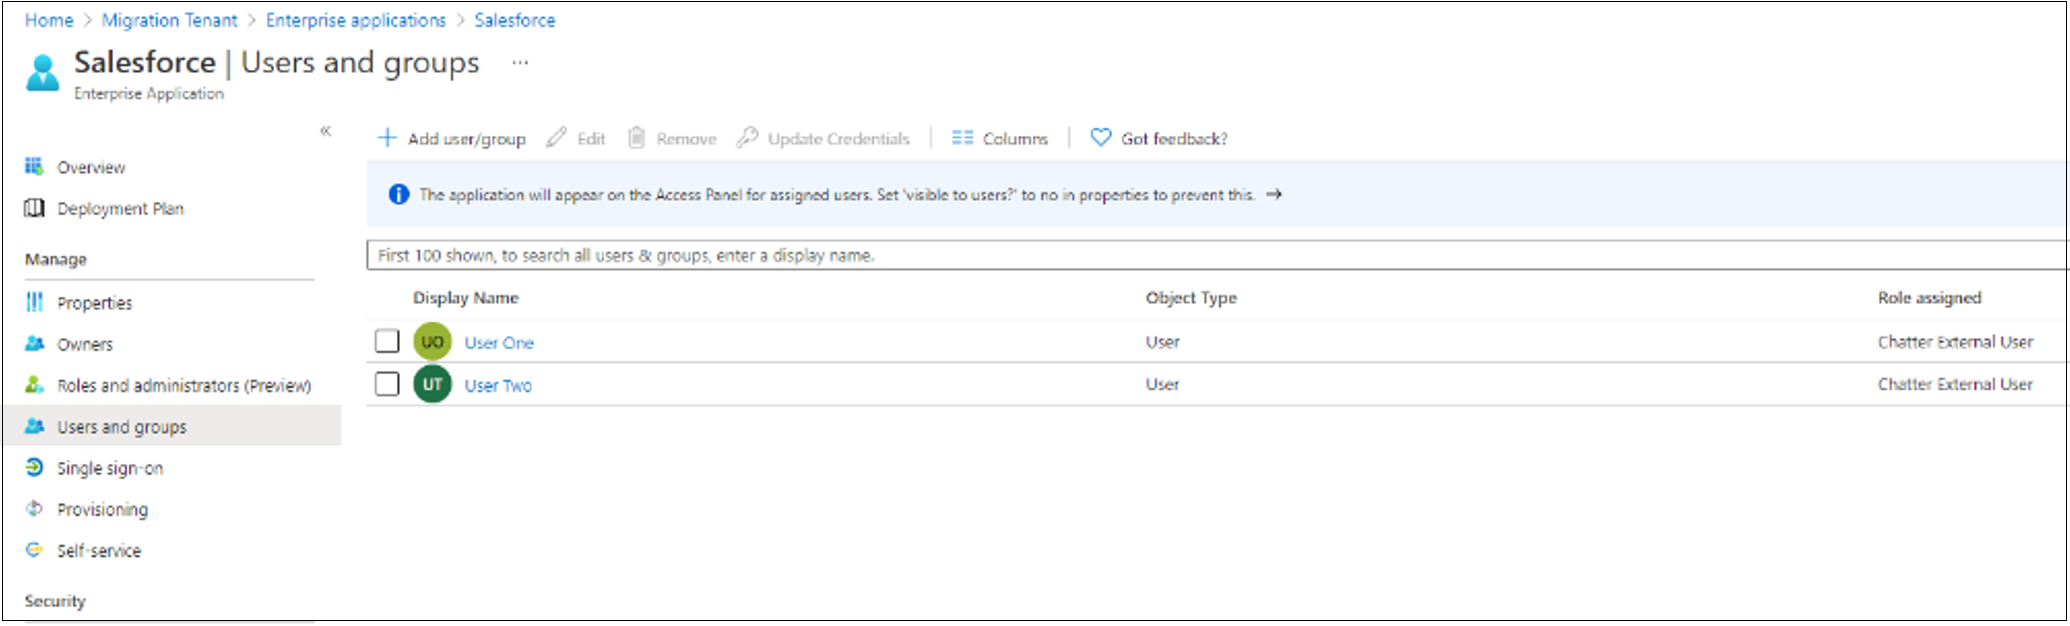 Home > Migration Tenant > Enterprise applications > Salesforce
Salesforce | Users and groups ...
Enterprise Application
«
+ Add user/group Edit Remove Update Credentials | Columns | Got feedback?
The application will appear on the Access Panel for assigned users. Set 'visible to users?' to no in properties to prevent this. →
First 100 shown, to search all users & groups, enter a display name.
Display Name Object Type Role assigned
UO User One User Chatter External User
UT User Two User Chatter External User
Overview
Deployment Plan
Manage
Properties
Owners
Roles and administrators (Preview)
Users and groups
Single sign-on
Provisioning
Self-service
Security